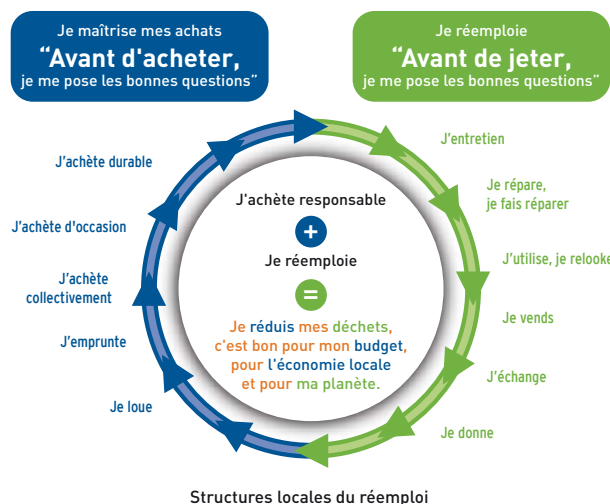 Je maîtrise mes achats
“Avant d'acheter,
je me pose les bonnes questions”
Je réemploie
“Avant de jeter,
je me pose les bonnes questions”
J'achète durable
J'achète d'occasion
J'achète
collectivement
J'emprunte
Je loue
J'achète responsable
+
Je réemploie
=
Je réduis mes déchets,
c'est bon pour mon budget,
pour l'économie locale
et pour ma planète.
J'entretien
Je répare,
je fais réparer
J'utilise, je relooke
Je vends
J'échange
Je donne
Structures locales du réemploi